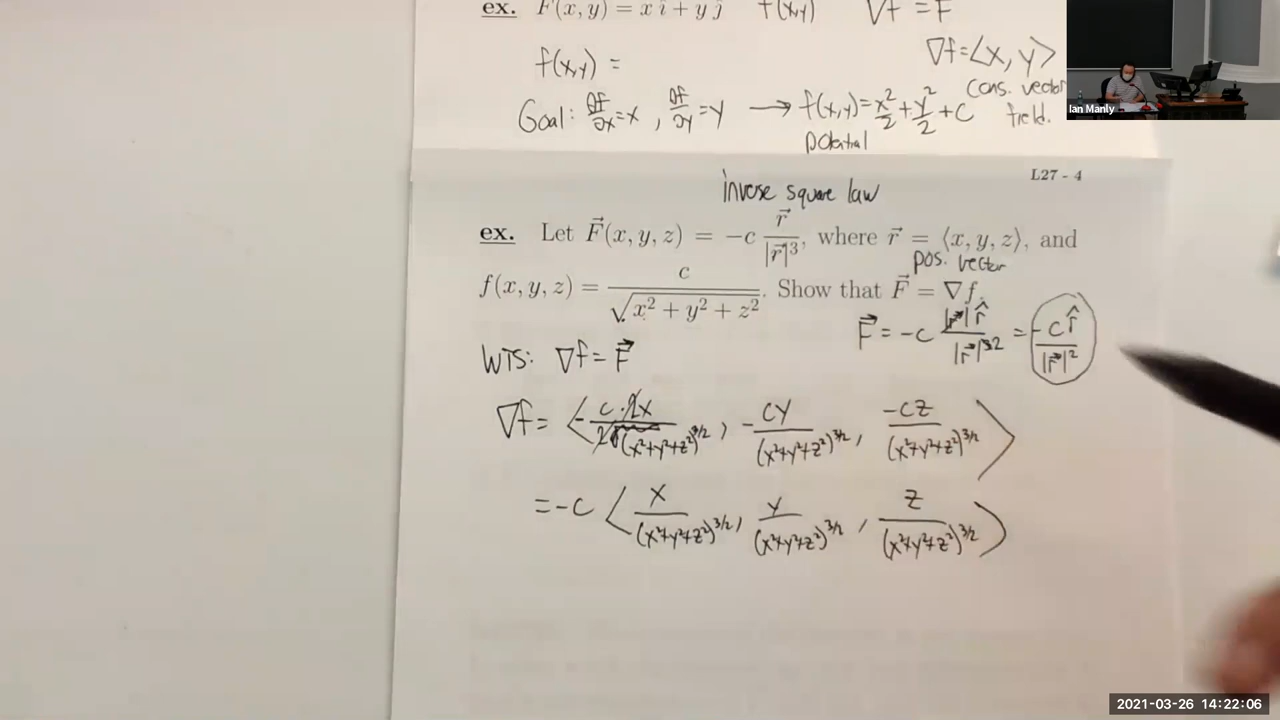 ex. F(x, y) = x i + y j f(x,y) ∇f = F
∇f = <x, y>
f(x,y) =
cons. vector
field.
Goal: ∂f/∂x = x , ∂f/∂y = y → f(x,y) = x²/2 + y²/2 + C
potential
L27 - 4
inverse square law
ex. Let F⃗(x, y, z) = −c r⃗/|r⃗|³, where r⃗ = ⟨x, y, z⟩, and
pos. vector
f(x, y, z) = c/√(x² + y² + z²). Show that F⃗ = ∇f.
F⃗ = −c |r⃗| r̂/|r⃗|³² = −c r̂/|r⃗|²
WTS: ∇f = F⃗
∇f = < −c·2x/2(x²+y²+z²)^3/2 , −cy/(x²+y²+z²)^3/2 , −cz/(x²+y²+z²)^3/2 >
= −c < x/(x²+y²+z²)^3/2 , y/(x²+y²+z²)^3/2 , z/(x²+y²+z²)^3/2 >
Ian Manly
2021-03-26 14:22:06